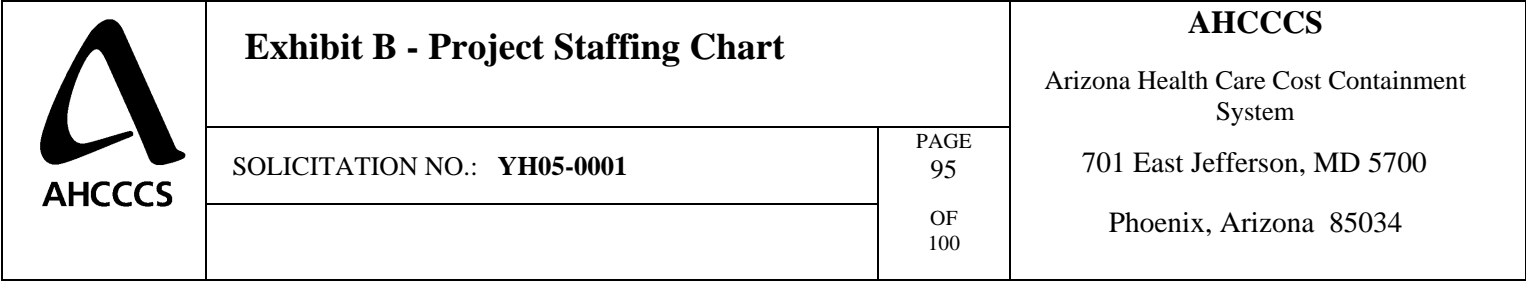 AHCCCS
Exhibit B - Project Staffing Chart
SOLICITATION NO.: YH05-0001
PAGE
95
OF
100
AHCCCS
Arizona Health Care Cost Containment
System
701 East Jefferson, MD 5700
Phoenix, Arizona 85034